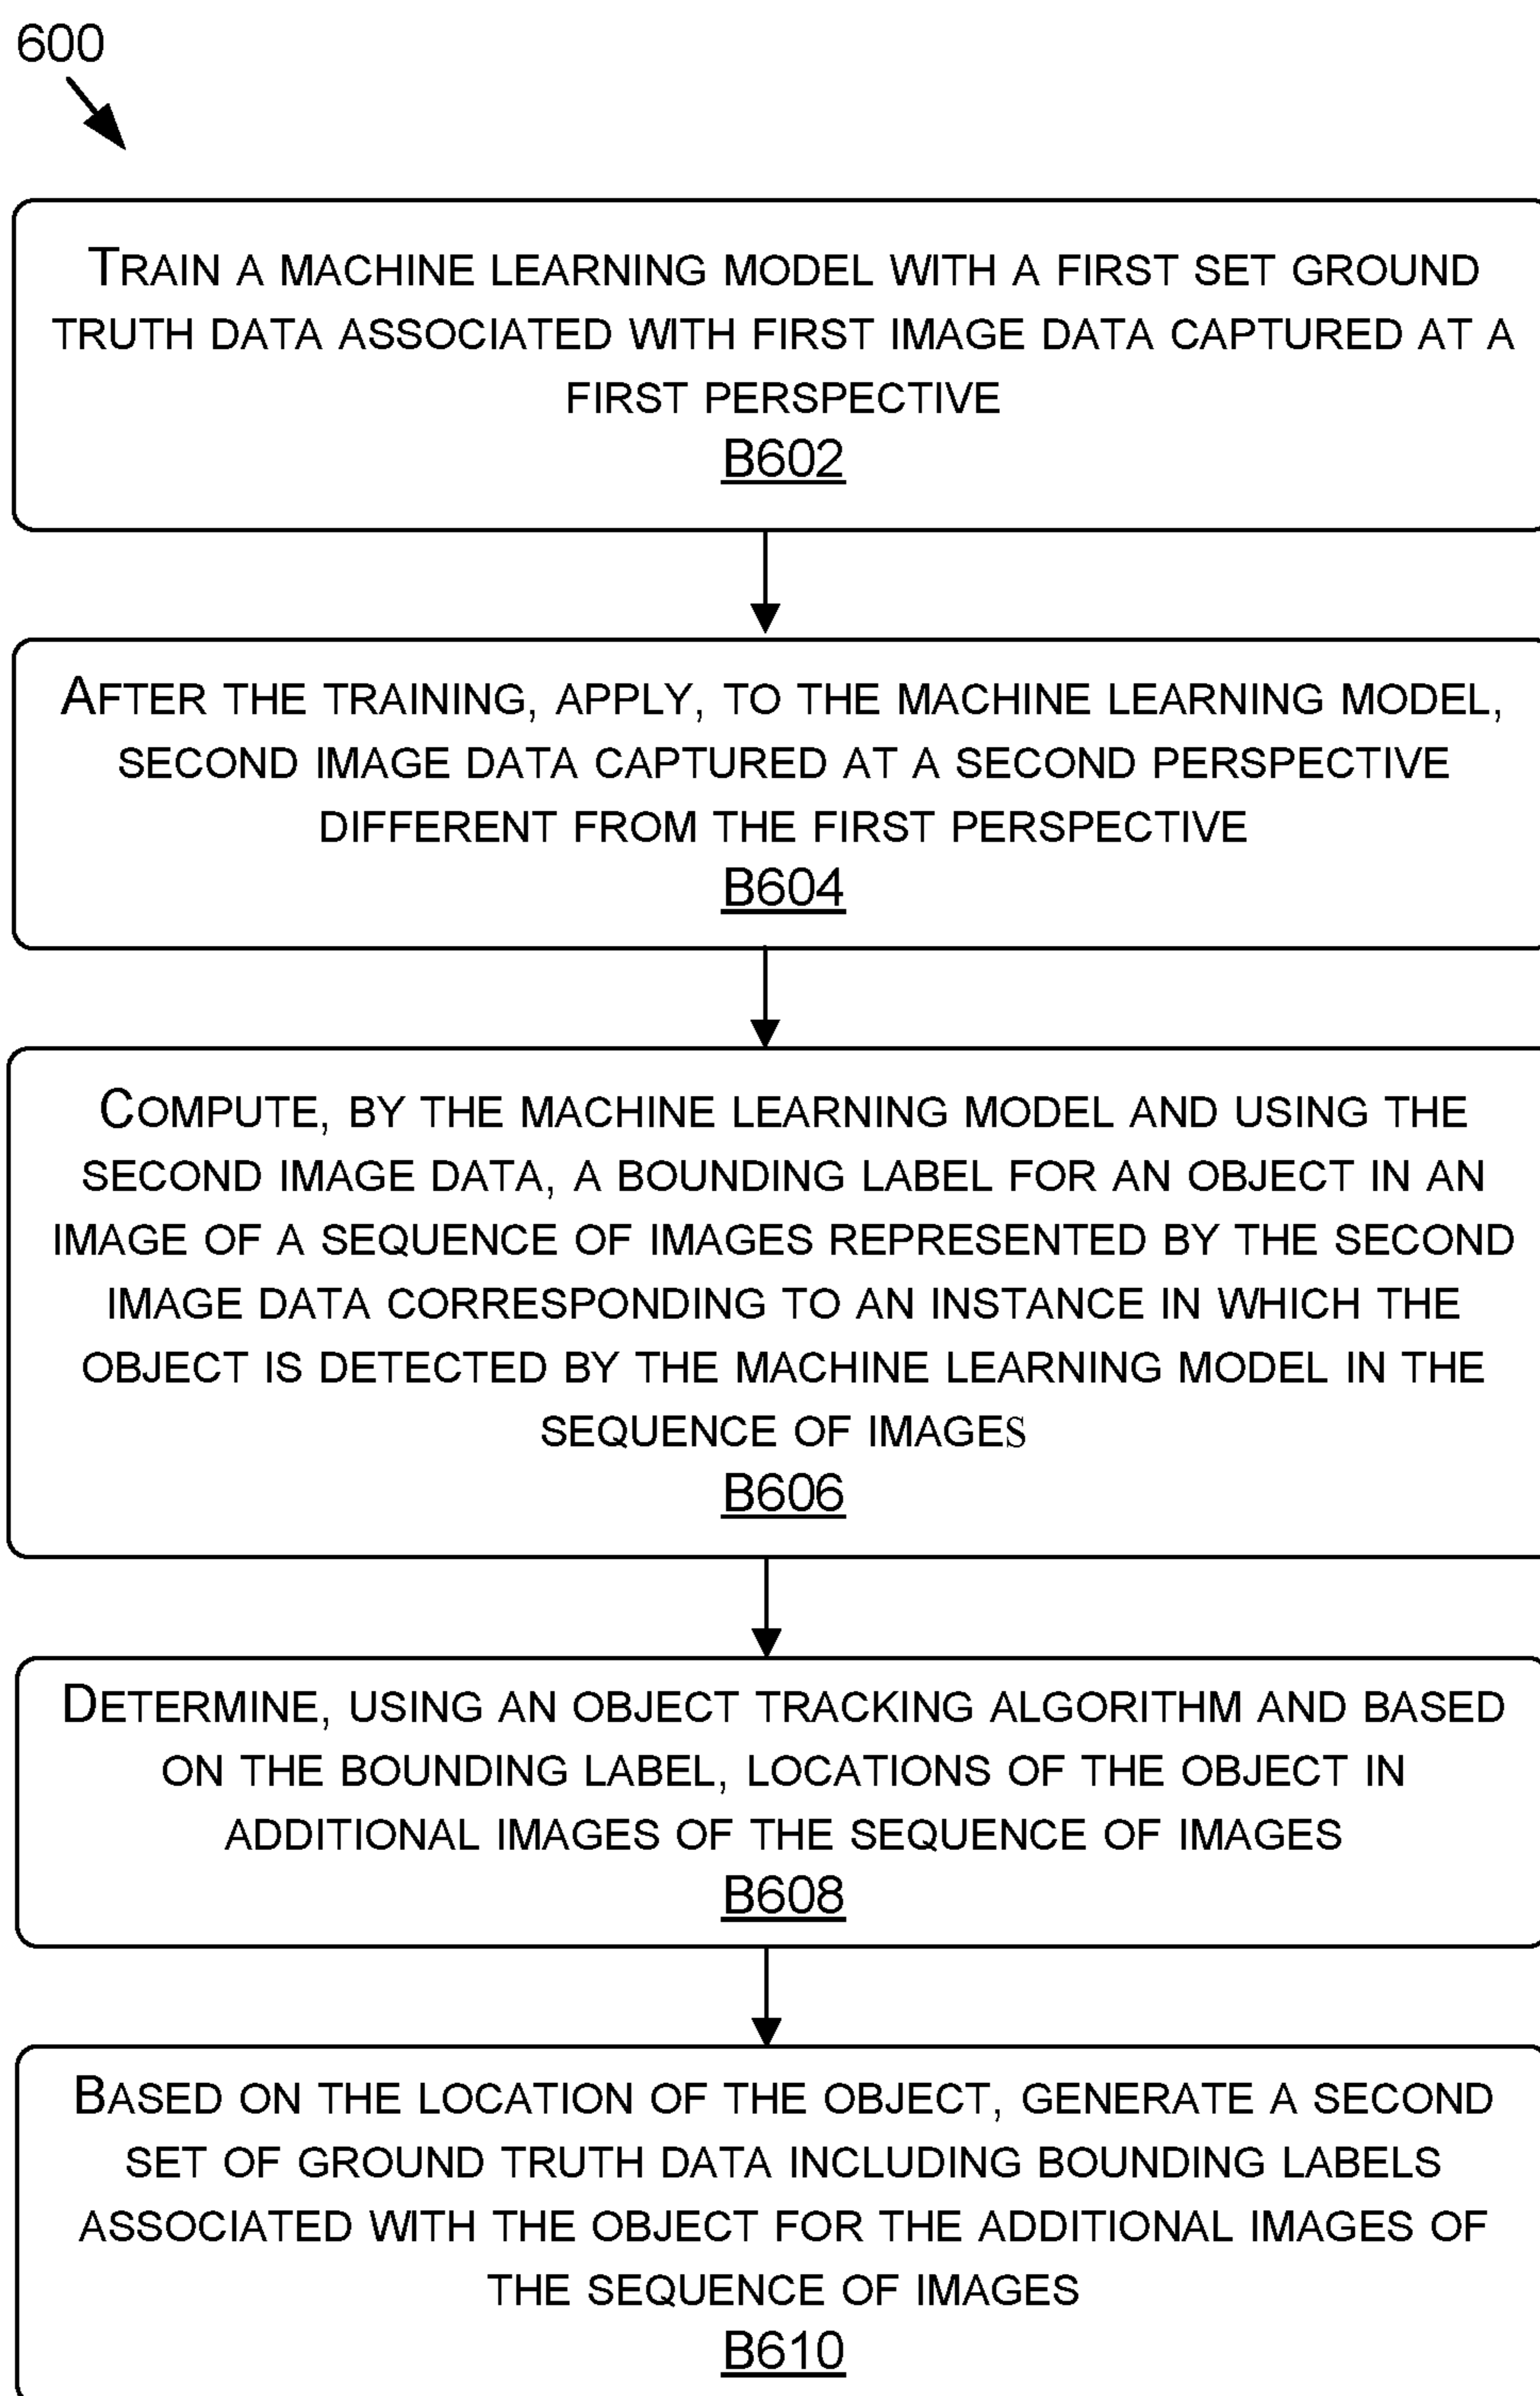 600
TRAIN A MACHINE LEARNING MODEL WITH A FIRST SET GROUND
TRUTH DATA ASSOCIATED WITH FIRST IMAGE DATA CAPTURED AT A
FIRST PERSPECTIVE
B602
AFTER THE TRAINING, APPLY, TO THE MACHINE LEARNING MODEL,
SECOND IMAGE DATA CAPTURED AT A SECOND PERSPECTIVE
DIFFERENT FROM THE FIRST PERSPECTIVE
B604
COMPUTE, BY THE MACHINE LEARNING MODEL AND USING THE
SECOND IMAGE DATA, A BOUNDING LABEL FOR AN OBJECT IN AN
IMAGE OF A SEQUENCE OF IMAGES REPRESENTED BY THE SECOND
IMAGE DATA CORRESPONDING TO AN INSTANCE IN WHICH THE
OBJECT IS DETECTED BY THE MACHINE LEARNING MODEL IN THE
SEQUENCE OF IMAGES
B606
DETERMINE, USING AN OBJECT TRACKING ALGORITHM AND BASED
ON THE BOUNDING LABEL, LOCATIONS OF THE OBJECT IN
ADDITIONAL IMAGES OF THE SEQUENCE OF IMAGES
B608
BASED ON THE LOCATION OF THE OBJECT, GENERATE A SECOND
SET OF GROUND TRUTH DATA INCLUDING BOUNDING LABELS
ASSOCIATED WITH THE OBJECT FOR THE ADDITIONAL IMAGES OF
THE SEQUENCE OF IMAGES
B610